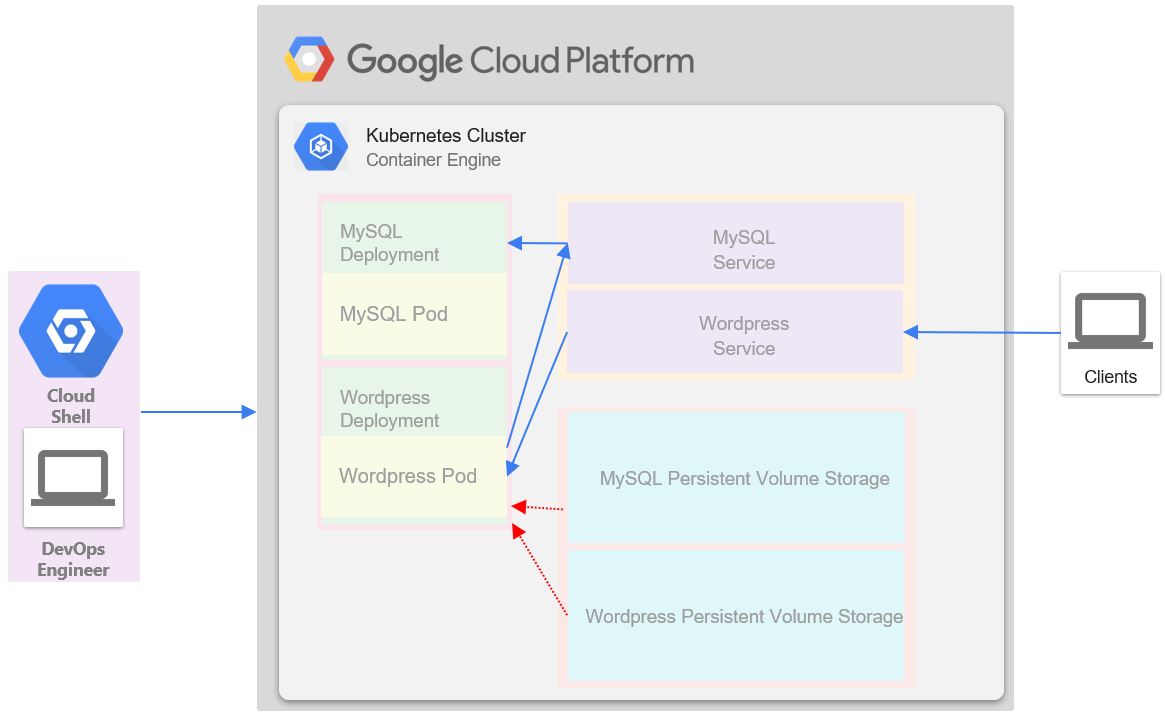 Google Cloud Platform
Kubernetes Cluster
Container Engine
MySQL
Deployment
MySQL Pod
Wordpress
Deployment
Wordpress Pod
MySQL
Service
Wordpress
Service
MySQL Persistent Volume Storage
Wordpress Persistent Volume Storage
Cloud
Shell
DevOps
Engineer
Clients